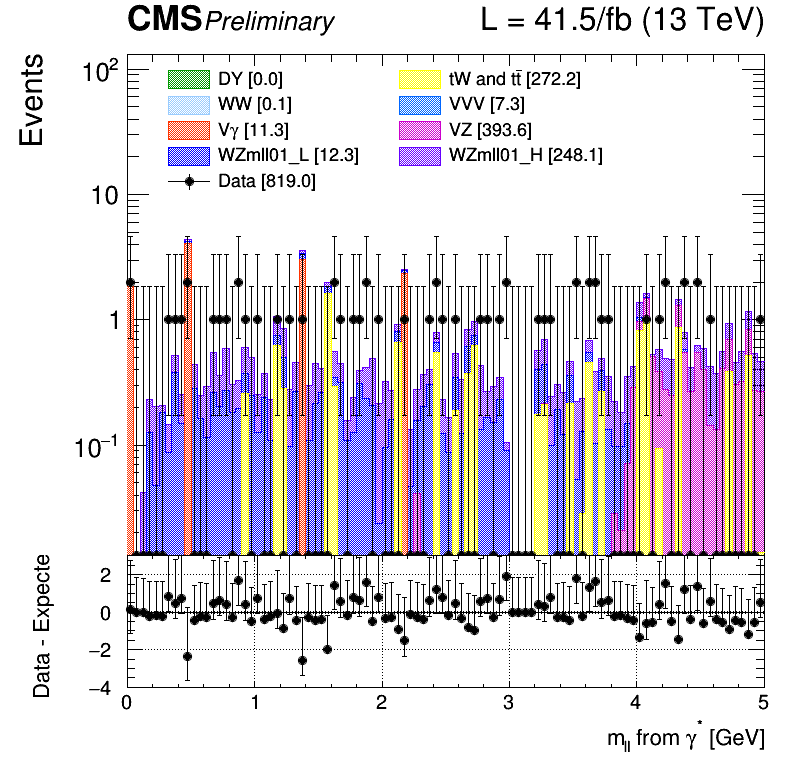 CMS Preliminary L = 41.5/fb (13 TeV)
Events
10²
10
1
10⁻¹
DY [0.0]
tW and tt̄ [272.2]
WW [0.1]
VVV [7.3]
Vγ [11.3]
VZ [393.6]
WZmll01_L [12.3]
WZmll01_H [248.1]
Data [819.0]
Data - Expecte
2
0
−2
−4
0 1 2 3 4 5
m_ll from γ* [GeV]